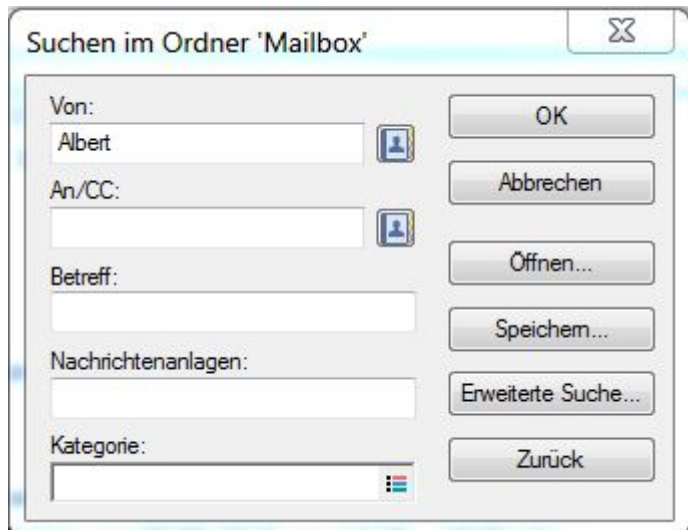 Suchen im Ordner 'Mailbox'
Von:
Albert
An/CC:
Betreff:
Nachrichtenanlagen:
Kategorie:
OK
Abbrechen
Öffnen...
Speichern...
Erweiterte Suche...
Zurück